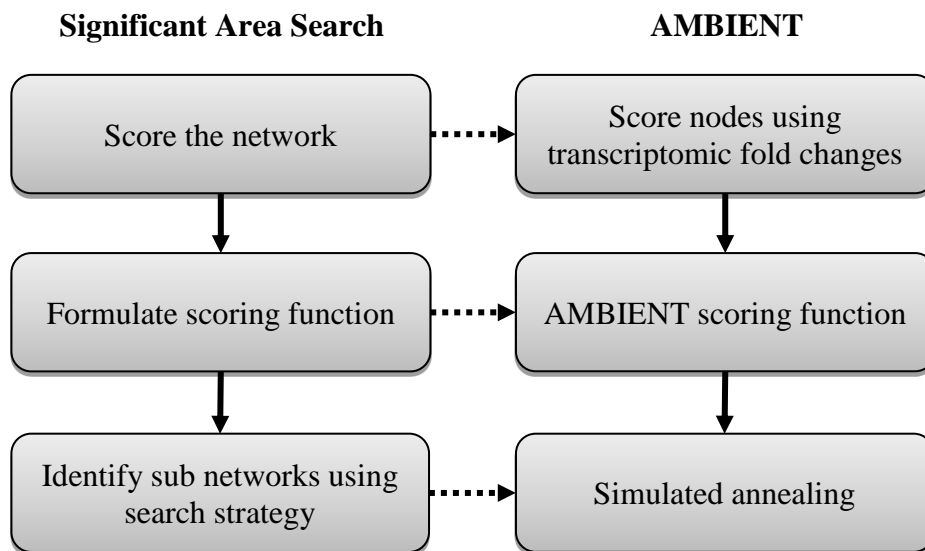 Significant Area Search
AMBIENT
Score the network
Score nodes using
transcriptomic fold changes
Formulate scoring function
AMBIENT scoring function
Identify sub networks using
search strategy
Simulated annealing